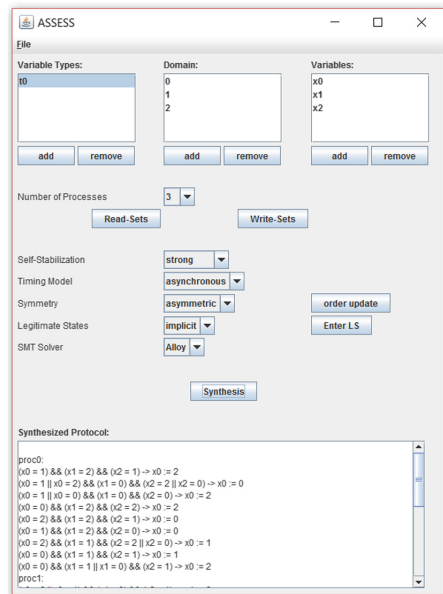 ASSESS
File
Variable Types: Domain: Variables:
t0 0 x0
1 x1
2 x2
add remove add remove add remove
Number of Processes 3
Read-Sets Write-Sets
Self-Stabilization strong
Timing Model asynchronous
Symmetry asymmetric order update
Legitimate States implicit Enter LS
SMT Solver Alloy
Synthesis
Synthesized Protocol:
proc0:
(x0 = 1) && (x1 = 2) && (x2 = 1) -> x0 := 2
(x0 = 1 || x0 = 2) && (x1 = 0) && (x2 = 2 || x2 = 0) -> x0 := 0
(x0 = 1 || x0 = 0) && (x1 = 0) && (x2 = 0) -> x0 := 2
(x0 = 0) && (x1 = 2) && (x2 = 2) -> x0 := 2
(x0 = 2) && (x1 = 2) && (x2 = 1) -> x0 := 0
(x0 = 1) && (x1 = 2) && (x2 = 0) -> x0 := 0
(x0 = 2) && (x1 = 1) && (x2 = 2 || x2 = 0) -> x0 := 1
(x0 = 0) && (x1 = 1) && (x2 = 1) -> x0 := 1
(x0 = 0) && (x1 = 1 || x1 = 0) && (x2 = 1) -> x0 := 2
proc1: